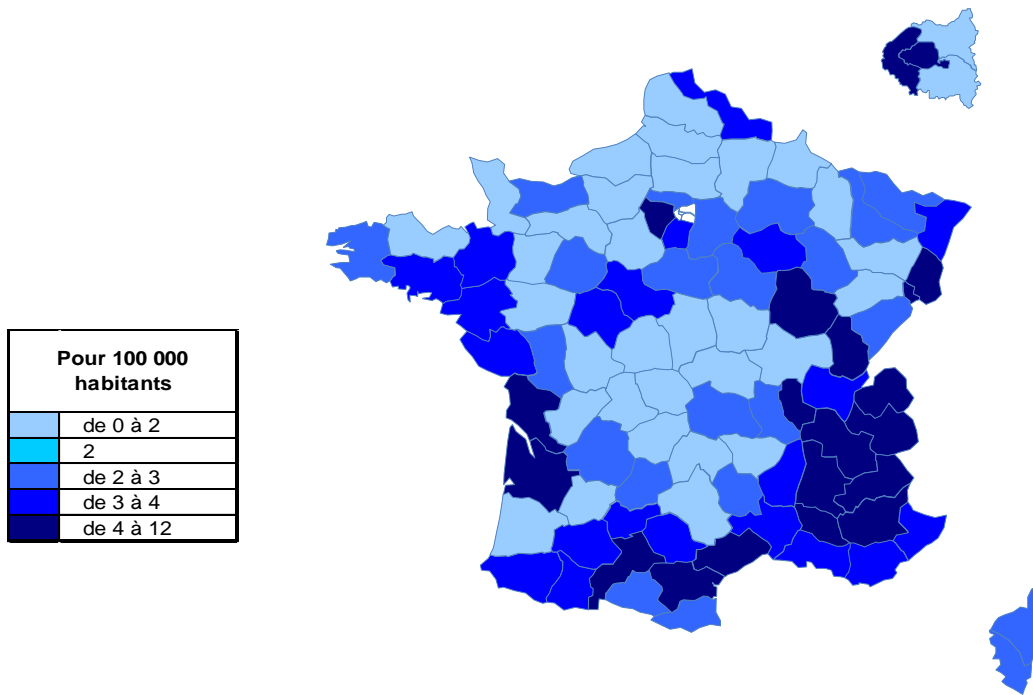 Pour 100 000
habitants
de 0 à 2
2
de 2 à 3
de 3 à 4
de 4 à 12